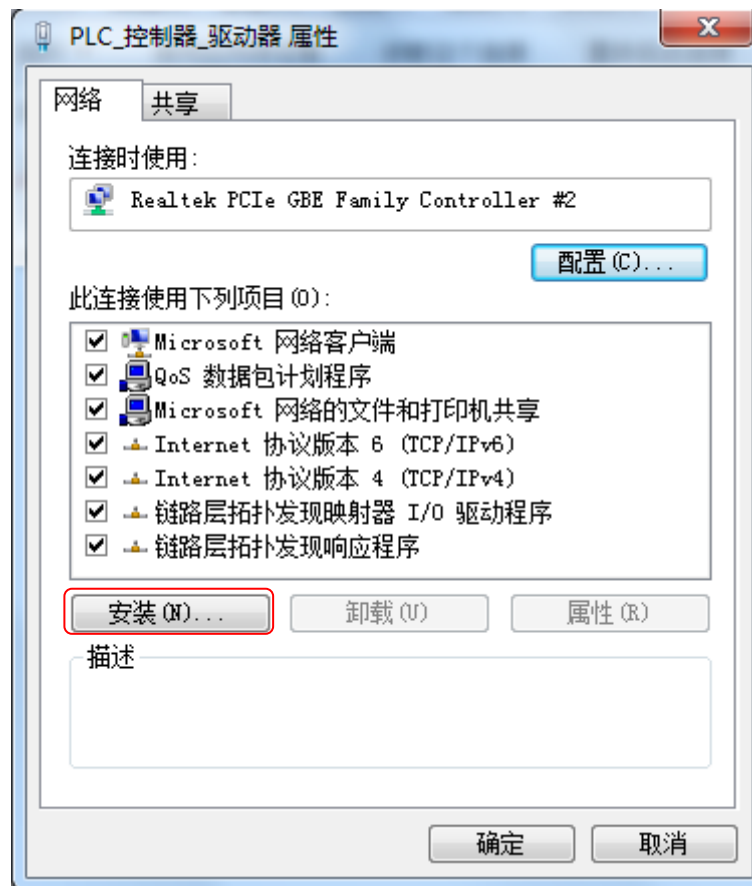 PLC_控制器_驱动器 属性
网络
共享
连接时使用:
Realtek PCIe GBE Family Controller #2
配置(C)...
此连接使用下列项目(O):
Microsoft 网络客户端
QoS 数据包计划程序
Microsoft 网络的文件和打印机共享
Internet 协议版本 6 (TCP/IPv6)
Internet 协议版本 4 (TCP/IPv4)
链路层拓扑发现映射器 I/O 驱动程序
链路层拓扑发现响应程序
安装(N)...
卸载(U)
属性(R)
描述
确定
取消